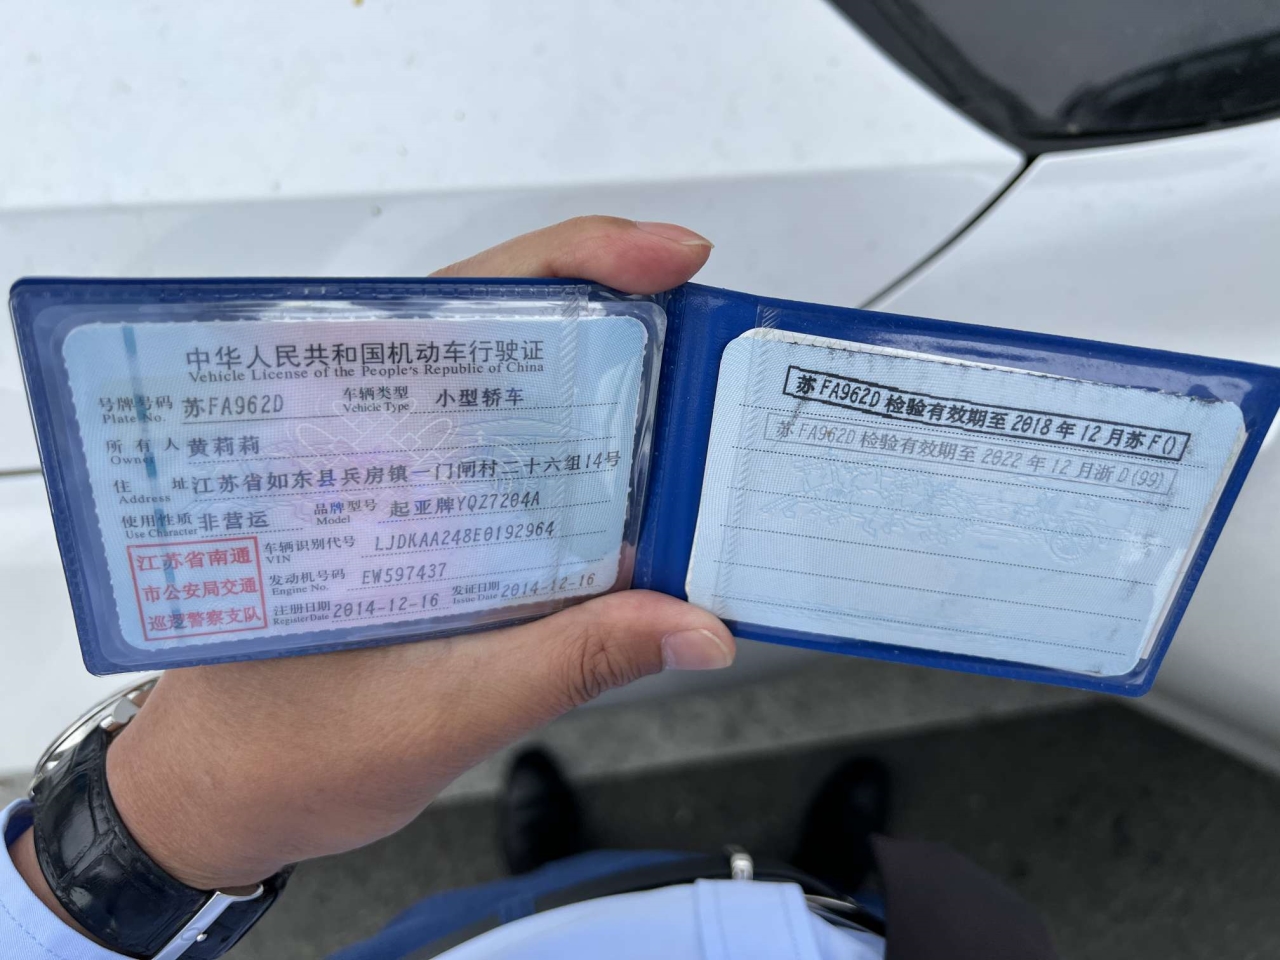 中华人民共和国机动车行驶证
Vehicle License of the People's Republic of China
号牌号码 苏FA962D 车辆类型 小型轿车
Plate No. Vehicle Type
所有人 黄莉莉
Owner
住址 江苏省如东县兵房镇一门闸村二十六组14号
Address
使用性质 非营运 品牌型号 起亚牌YQZ7204A
Use Character Model
江苏省南通
市公安局交通
巡逻警察支队
车辆识别代号 LJDKAA248E0192964
VIN
发动机号码 EW597437
Engine No.
注册日期 2014-12-16 发证日期 2014-12-16
Register Date Issue Date
苏FA962D 检验有效期至2018年12月苏F()
苏FA962D 检验有效期至2022年12月浙D(99)